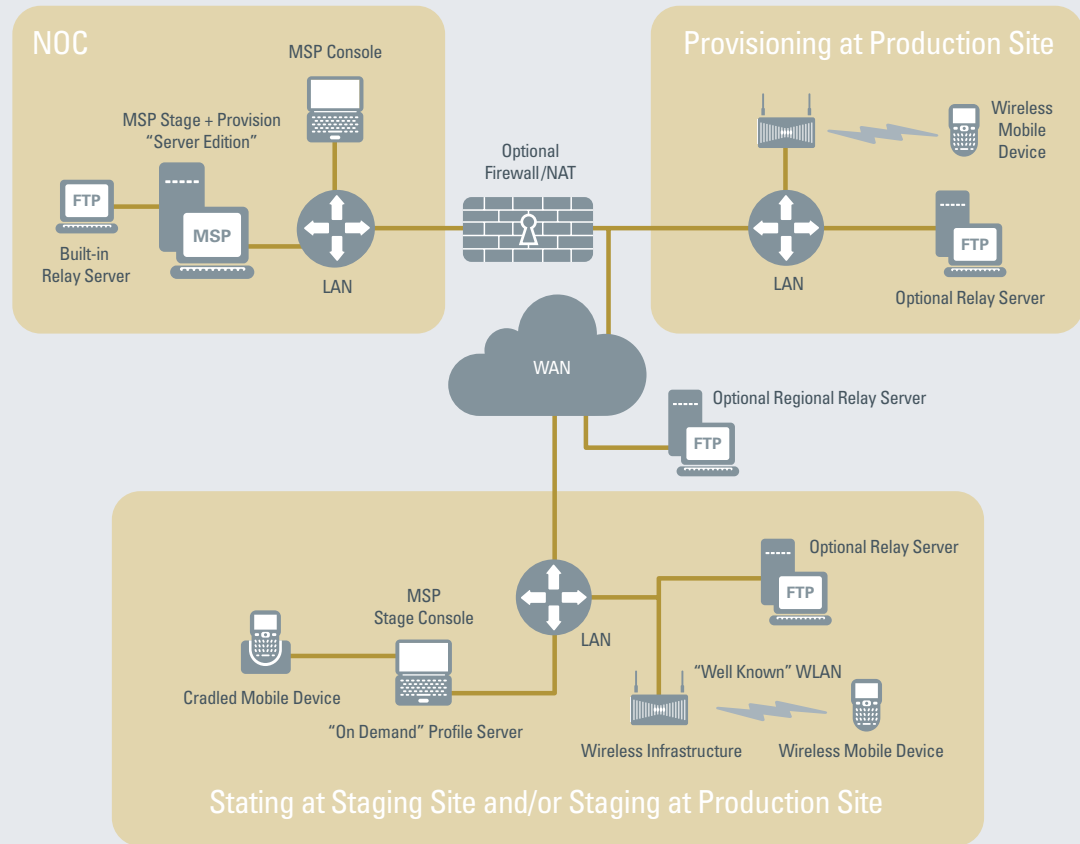 NOC
MSP Console
MSP Stage + Provision
“Server Edition”
FTP
MSP
Built-in
Relay Server
LAN
Optional
Firewall/NAT
Provisioning at Production Site
Wireless
Mobile
Device
FTP
LAN
Optional Relay Server
WAN
Optional Regional Relay Server
FTP
Optional Relay Server
FTP
MSP
Stage Console
LAN
“Well Known” WLAN
Cradled Mobile Device
“On Demand” Profile Server
Wireless Infrastructure
Wireless Mobile Device
Stating at Staging Site and/or Staging at Production Site